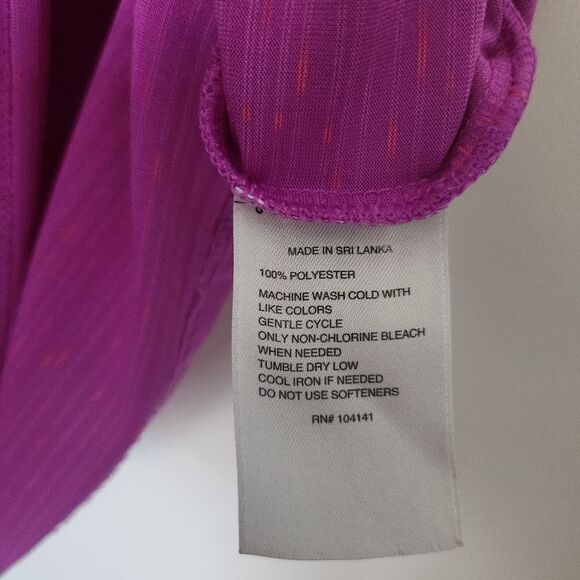 MADE IN SRI LANKA
100% POLYESTER
MACHINE WASH COLD WITH
LIKE COLORS
GENTLE CYCLE
ONLY NON-CHLORINE BLEACH
WHEN NEEDED
TUMBLE DRY LOW
COOL IRON IF NEEDED
DO NOT USE SOFTENERS
RN# 104141